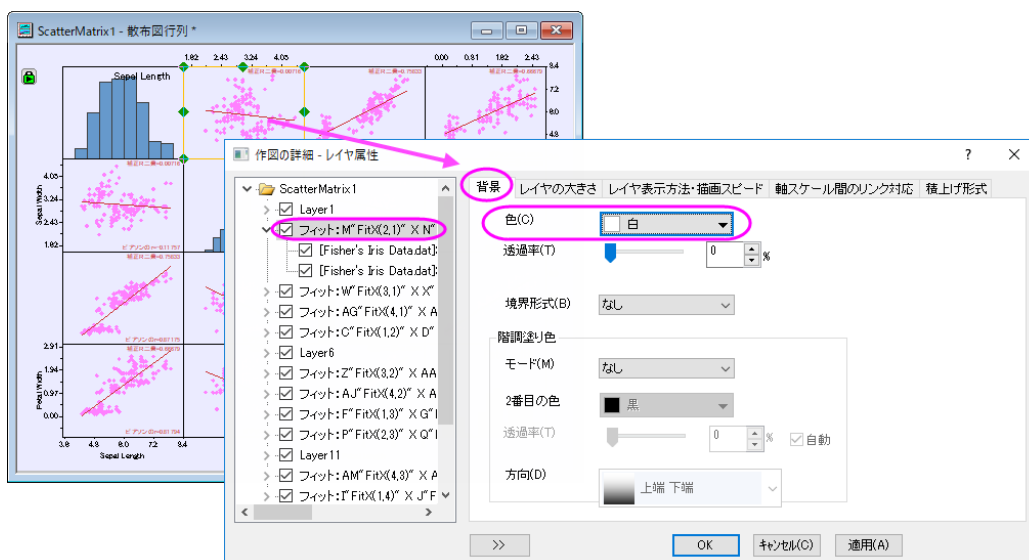 ScatterMatrix1 - 散布図行列 *
1.62 2.43 3.24 4.05
0.00 0.81 1.62 2.43
Sepal Length
8.4
7.2
6.0
4.8
4.05
3.24
2.43
1.62
Sepal Width
2.91
1.94
0.97
0.00
Petal Width
3.6 4.8 6.0 7.2 8.4
Sepal Length
作図の詳細 - レイヤ属性
? ×
ScatterMatrix1
Layer1
フィット: M"FitX(2,1)" X N"
[Fisher's Iris Data.dat]:
[Fisher's Iris Data.dat]:
フィット: W"FitX(3,1)" X X"
フィット: AG"FitX(4,1)" X A
フィット: C"FitX(1,2)" X D"
Layer6
フィット: Z"FitX(3,2)" X AA
フィット: AJ"FitX(4,2)" X A
フィット: F"FitX(1,3)" X G"I
フィット: P"FitX(2,3)" X Q"I
Layer11
フィット: AM"FitX(4,3)" X A
フィット: I"FitX(1,4)" X J"F
背景 レイヤの大きさ レイヤ表示方法・描画スピード 軸スケール間のリンク対応 積上げ形式
色(C) 白
透過率(T) 0 %
境界形式(B) なし
階調塗り色
モード(M) なし
2番目の色 黒
透過率(T) 0 % 自動
方向(D) 上端 下端
>> OK キャンセル(C) 適用(A)